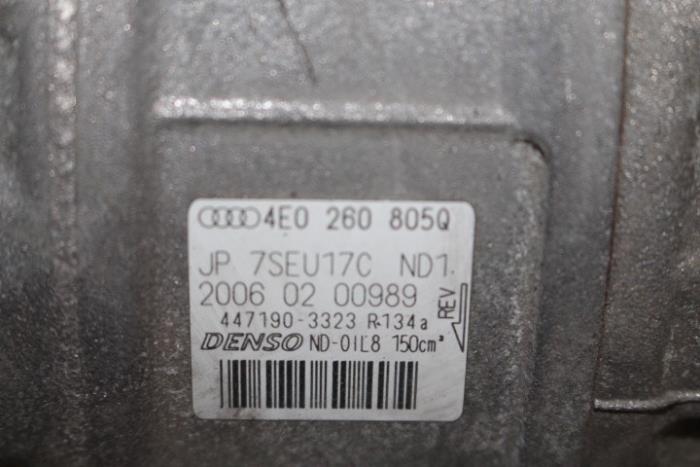 4E0 260 805Q
JP 7SEU17C ND1.
2006 02 00989
REV
447190-3323 R-134a
DENSO ND-OIL8 150cm³